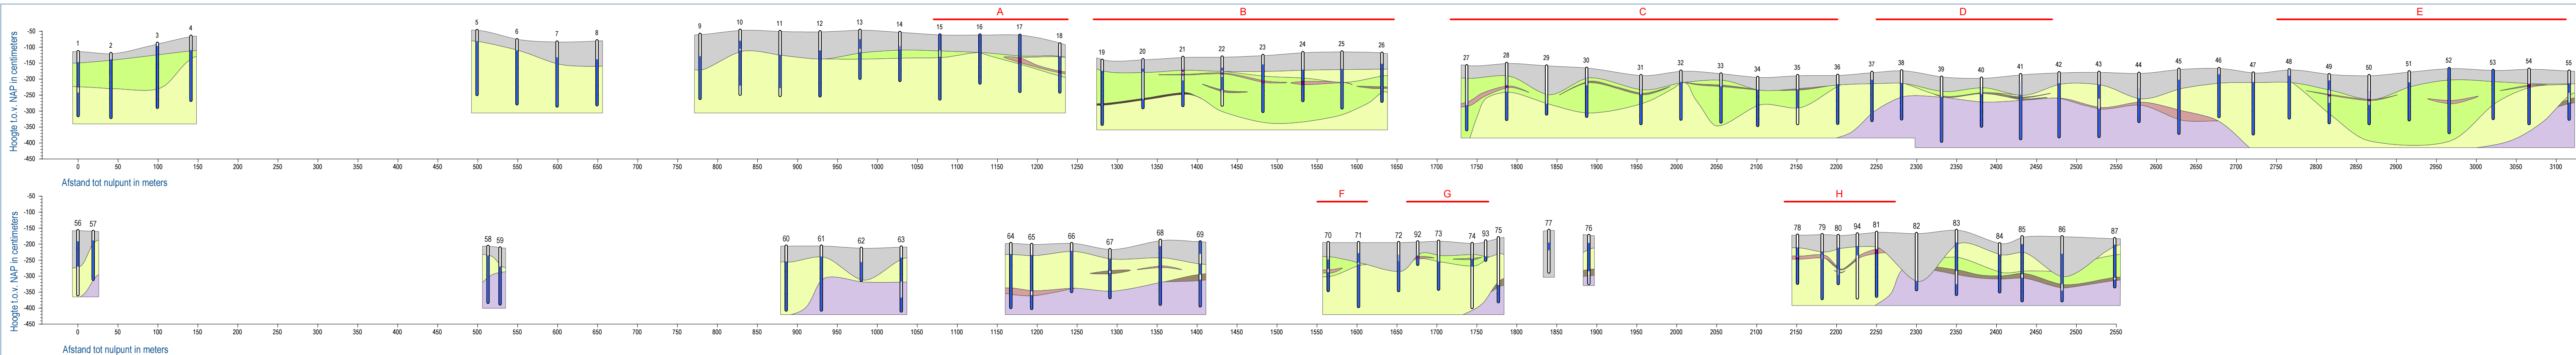 A B C D E
1 2 3 4 5 6 7 8 9 10 11 12 13 14 15 16 17 18 19 20 21 22 23 24 25 26 27 28 29 30 31 32 33 34 35 36 37 38 39 40 41 42 43 44 45 46 47 48 49 50 51 52 53 54 55
Hoogte t.o.v. NAP in centimeters
-50
-100
-150
-200
-250
-300
-350
-400
-450
0 50 100 150 200 250 300 350 400 450 500 550 600 650 700 750 800 850 900 950 1000 1050 1100 1150 1200 1250 1300 1350 1400 1450 1500 1550 1600 1650 1700 1750 1800 1850 1900 1950 2000 2050 2100 2150 2200 2250 2300 2350 2400 2450 2500 2550 2600 2650 2700 2750 2800 2850 2900 2950 3000 3050 3100
Afstand tot nulpunt in meters
F G H
56 57 58 59 60 61 62 63 64 65 66 67 68 69 70 71 72 92 73 74 93 75 77 76 78 79 80 94 81 82 83 84 85 86 87
Hoogte t.o.v. NAP in centimeters
-50
-100
-150
-200
-250
-300
-350
-400
-450
0 50 100 150 200 250 300 350 400 450 500 550 600 650 700 750 800 850 900 950 1000 1050 1100 1150 1200 1250 1300 1350 1400 1450 1500 1550 1600 1650 1700 1750 1800 1850 1900 1950 2000 2050 2100 2150 2200 2250 2300 2350 2400 2450 2500 2550
Afstand tot nulpunt in meters